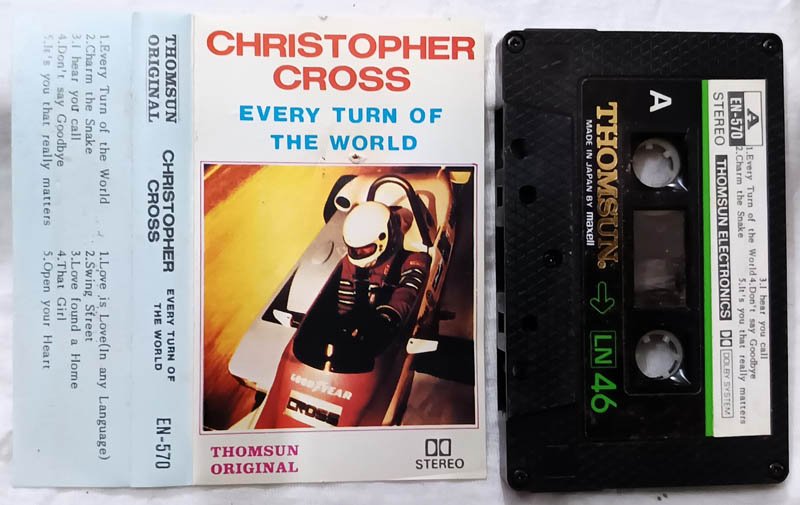 1.Every Turn of the World
2.Charm the Snake
3.I hear you call
4.Don't say Goodbye
5.It's you that really matters
1.Love is Love(In any Language)
2.Swing Street
3.Love found a Home
4.That Girl
5.Open your Heart
THOMSUN
ORIGINAL
CHRISTOPHER
CROSS
EVERY TURN OF
THE WORLD
EN-570
CHRISTOPHER
CROSS
EVERY TURN OF
THE WORLD
GOODYEAR
CROSS
THOMSUN
ORIGINAL
STEREO
A
THOMSUN.
MADE IN JAPAN BY maxell
LN 46
A
EN-570
STEREO
1.Every Turn of the World
2.Charm the Snake
3.I hear you call
4.Don't say Goodbye
5.It's you that really matters
THOMSUN ELECTRONICS
DOLBY SYSTEM